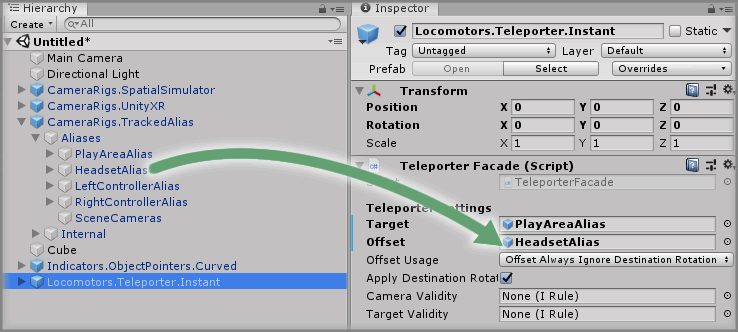 Hierarchy
Create
All
Untitled*
Main Camera
Directional Light
CameraRigs.SpatialSimulator
CameraRigs.UnityXR
CameraRigs.TrackedAlias
Aliases
PlayAreaAlias
HeadsetAlias
LeftControllerAlias
RightControllerAlias
SceneCameras
Internal
Cube
Indicators.ObjectPointers.Curved
Locomotors.Teleporter.Instant
Inspector
Locomotors.Teleporter.Instant Static
Tag Untagged Layer Default
Prefab Open Select Overrides
Transform
Position X 0 Y 0 Z 0
Rotation X 0 Y 0 Z 0
Scale X 1 Y 1 Z 1
Teleporter Facade (Script)
TeleporterFacade
Teleporter Settings
Target PlayAreaAlias
Offset HeadsetAlias
Offset Usage Offset Always Ignore Destination Rotation
Apply Destination Rotat
Camera Validity None (I Rule)
Target Validity None (I Rule)